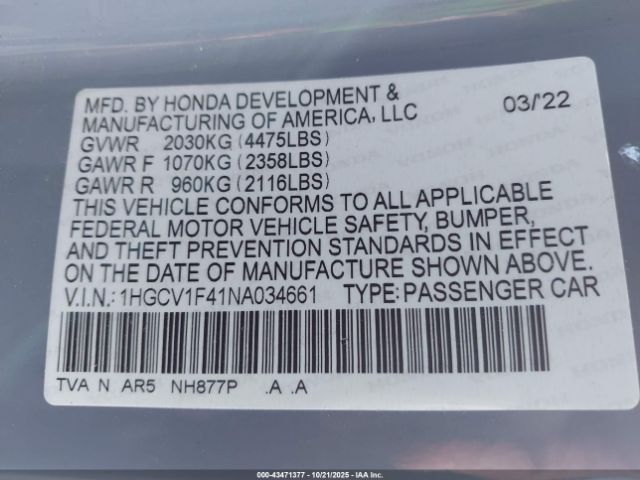 MFD. BY HONDA DEVELOPMENT &
MANUFACTURING OF AMERICA, LLC 03/'22
GVWR 2030KG (4475LBS)
GAWR F 1070KG (2358LBS)
GAWR R 960KG (2116LBS)
THIS VEHICLE CONFORMS TO ALL APPLICABLE
FEDERAL MOTOR VEHICLE SAFETY, BUMPER,
AND THEFT PREVENTION STANDARDS IN EFFECT
ON THE DATE OF MANUFACTURE SHOWN ABOVE.
V.I.N.: 1HGCV1F41NA034661 TYPE: PASSENGER CAR
TVA N AR5 NH877P .A .A
000-43471377 - 10/21/2025 - IAA Inc.